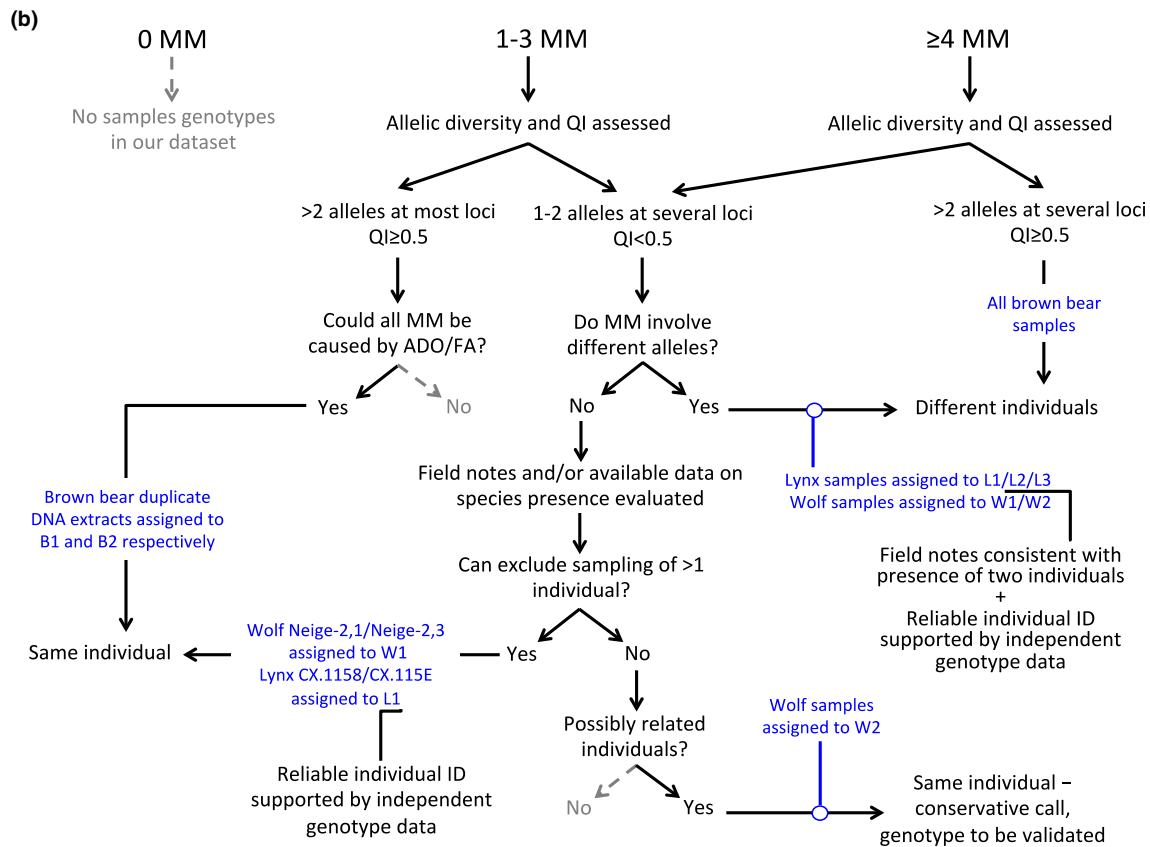 (b)
0 MM
1-3 MM
≥4 MM
No samples genotypes
in our dataset
Allelic diversity and QI assessed
Allelic diversity and QI assessed
>2 alleles at most loci
QI≥0.5
1-2 alleles at several loci
QI<0.5
>2 alleles at several loci
QI≥0.5
All brown bear
samples
Could all MM be
caused by ADO/FA?
Do MM involve
different alleles?
Yes
No
No
Yes
Different individuals
Field notes and/or available data on
species presence evaluated
Lynx samples assigned to L1/L2/L3
Wolf samples assigned to W1/W2
Brown bear duplicate
DNA extracts assigned to
B1 and B2 respectively
Field notes consistent with
presence of two individuals
+
Reliable individual ID
supported by independent
genotype data
Can exclude sampling of >1
individual?
Same individual
Wolf Neige-2,1/Neige-2,3
assigned to W1
Lynx CX.1158/CX.115E
assigned to L1
Yes
No
Reliable individual ID
supported by independent
genotype data
Possibly related
individuals?
Wolf samples
assigned to W2
No
Yes
Same individual –
conservative call,
genotype to be validated